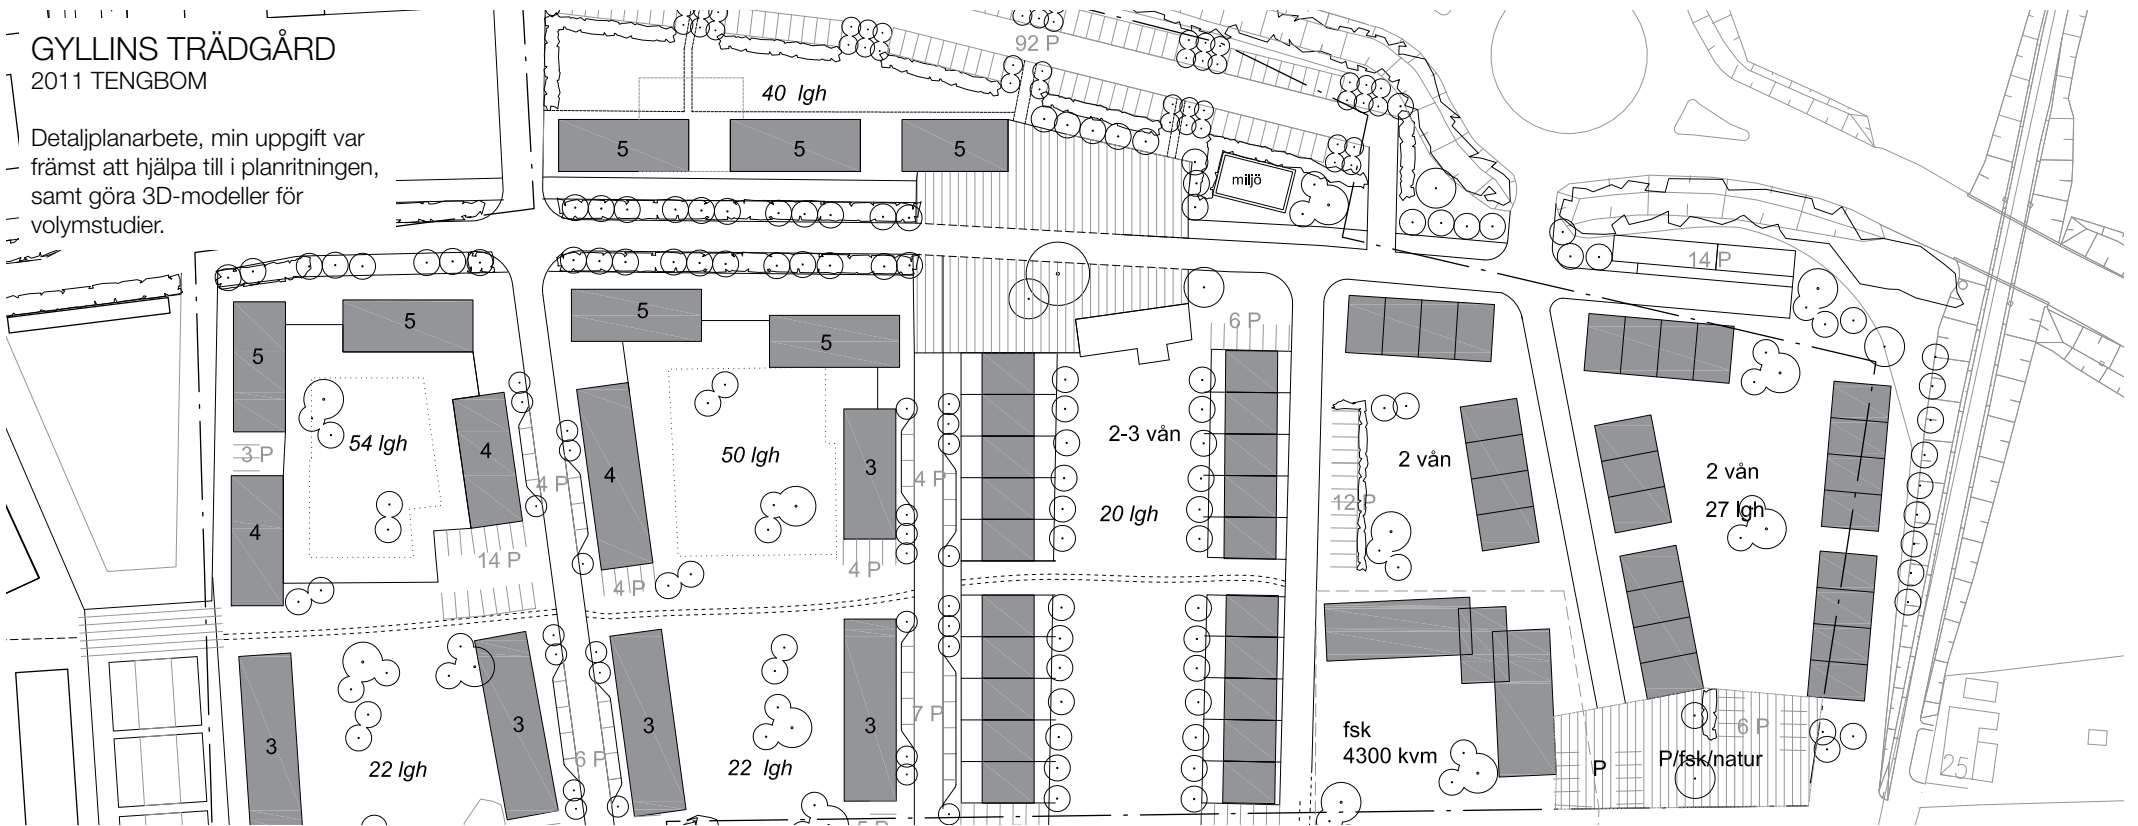 GYLLINS TRÄDGÅRD
2011 TENGBOM
Detaljplanarbete, min uppgift var
främst att hjälpa till i planritningen,
samt göra 3D-modeller för
volymstudier.
92 P
40 lgh
5
5
5
miljö
14 P
5
5
5
5
6 P
54 lgh
3 P
4
4
4 P
14 P
4
50 lgh
3
4 P
4 P
4 P
2-3 vån
20 lgh
2 vån
12 P
2 vån
27 lgh
3
22 lgh
3
6 P
3
22 lgh
3
7 P
fsk
4300 kvm
P
P/fsk/natur
6 P
25
5 P